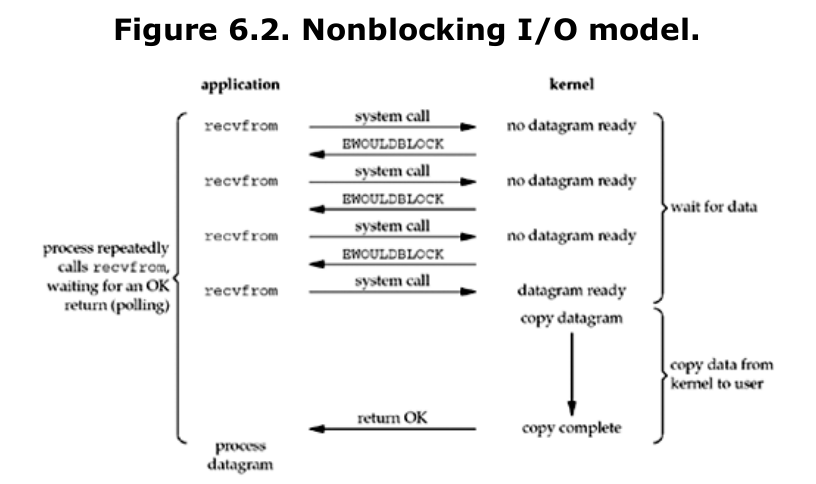 Figure 6.2. Nonblocking I/O model.
application
kernel
recvfrom
system call
no datagram ready
EWOULDBLOCK
recvfrom
system call
no datagram ready
EWOULDBLOCK
recvfrom
system call
no datagram ready
EWOULDBLOCK
recvfrom
system call
datagram ready
process repeatedly
calls recvfrom,
waiting for an OK
return (polling)
wait for data
copy datagram
copy data from
kernel to user
return OK
copy complete
process
datagram